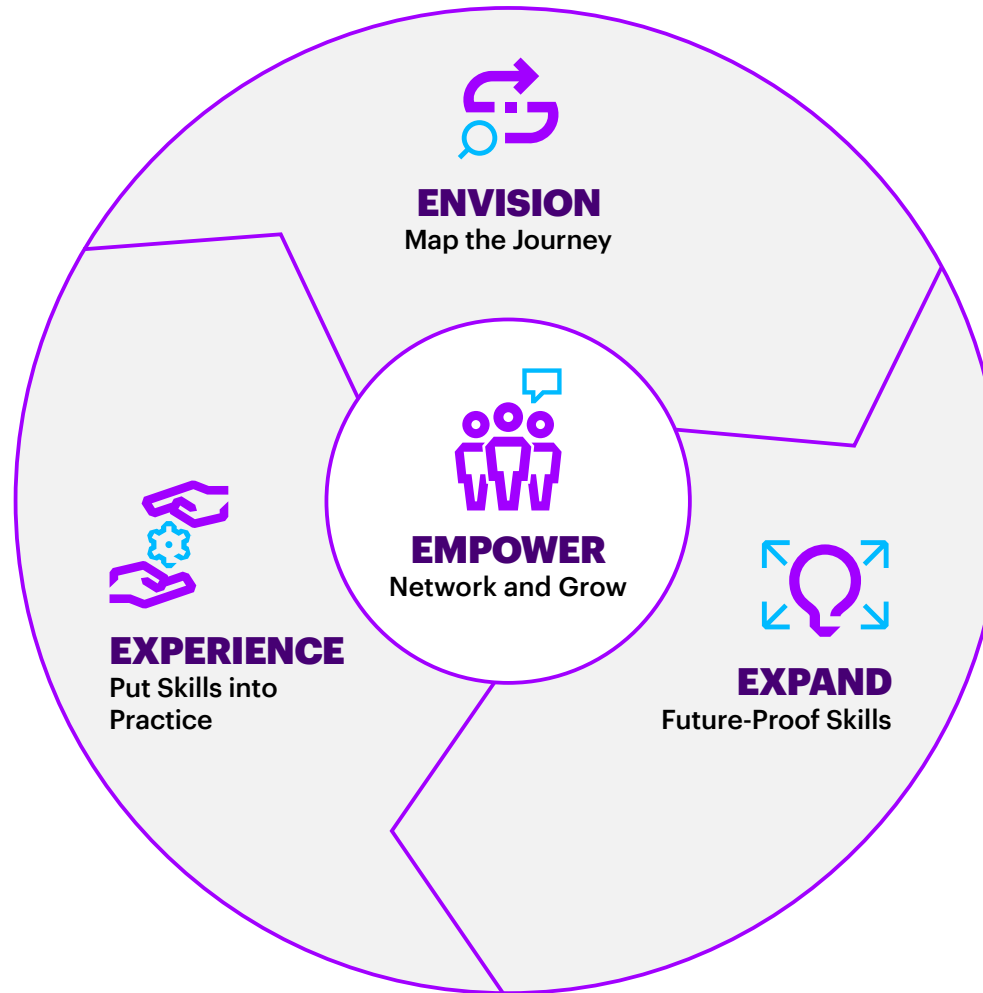 ENVISION
Map the Journey
EMPOWER
Network and Grow
EXPERIENCE
Put Skills into
Practice
EXPAND
Future-Proof Skills